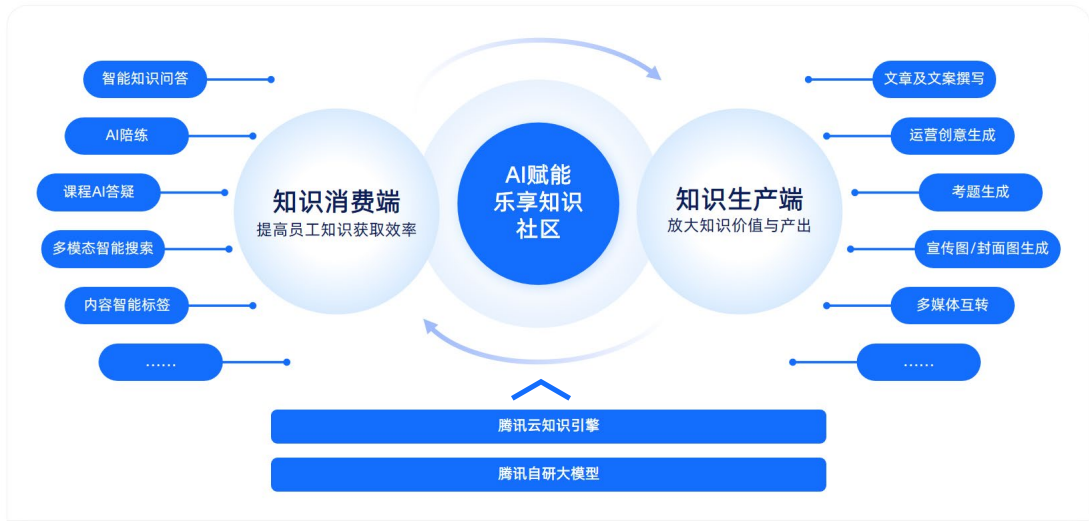 智能知识问答
AI陪练
课程AI答疑
多模态智能搜索
内容智能标签
……
知识消费端
提高员工知识获取效率
AI赋能
乐享知识
社区
知识生产端
放大知识价值与产出
文章及文案撰写
运营创意生成
考题生成
宣传图/封面图生成
多媒体互转
……
腾讯云知识引擎
腾讯自研大模型